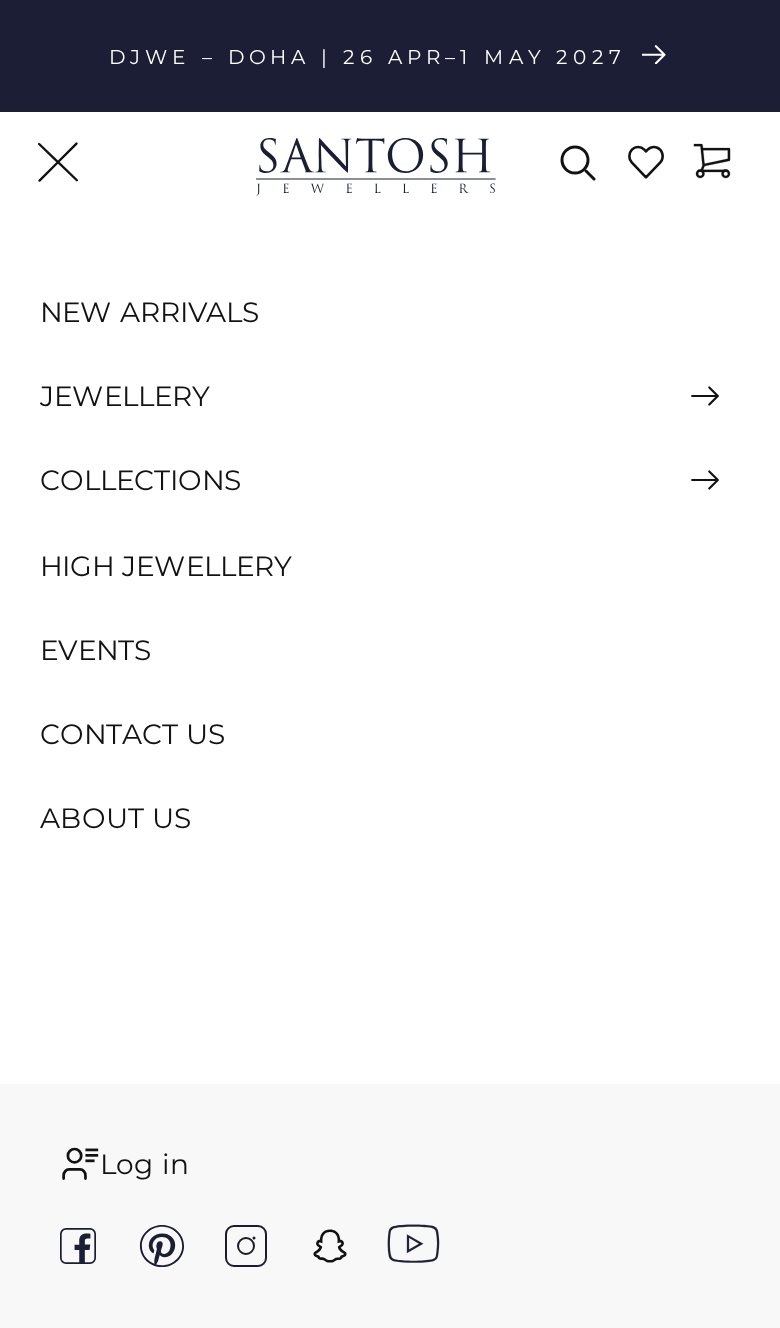 DJWE – DOHA | 26 APR–1 MAY 2027
SANTOSH
JEWELLERS
NEW ARRIVALS
JEWELLERY
COLLECTIONS
HIGH JEWELLERY
EVENTS
CONTACT US
ABOUT US
Log in